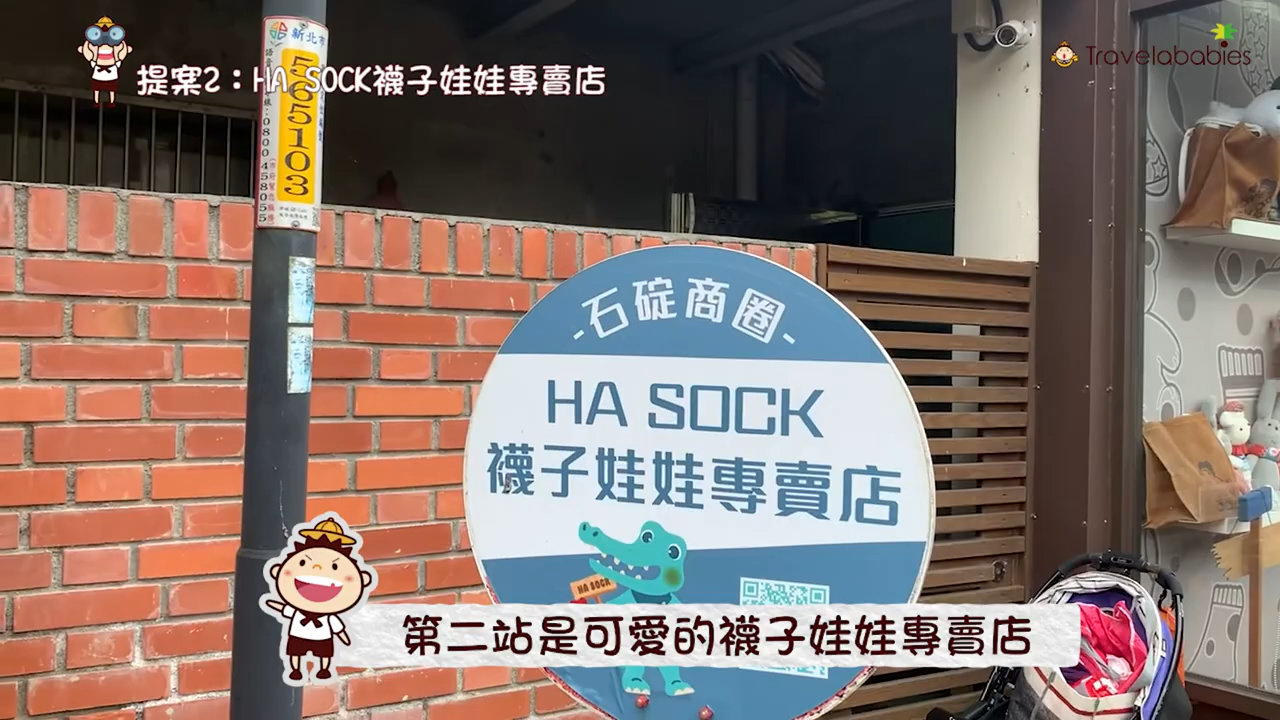 提案2：HA SOCK襪子娃娃專賣店
Travelababies
新北市
565103
0800458055
-石碇商圈-
HA SOCK
襪子娃娃專賣店
HA SOCK
第二站是可愛的襪子娃娃專賣店